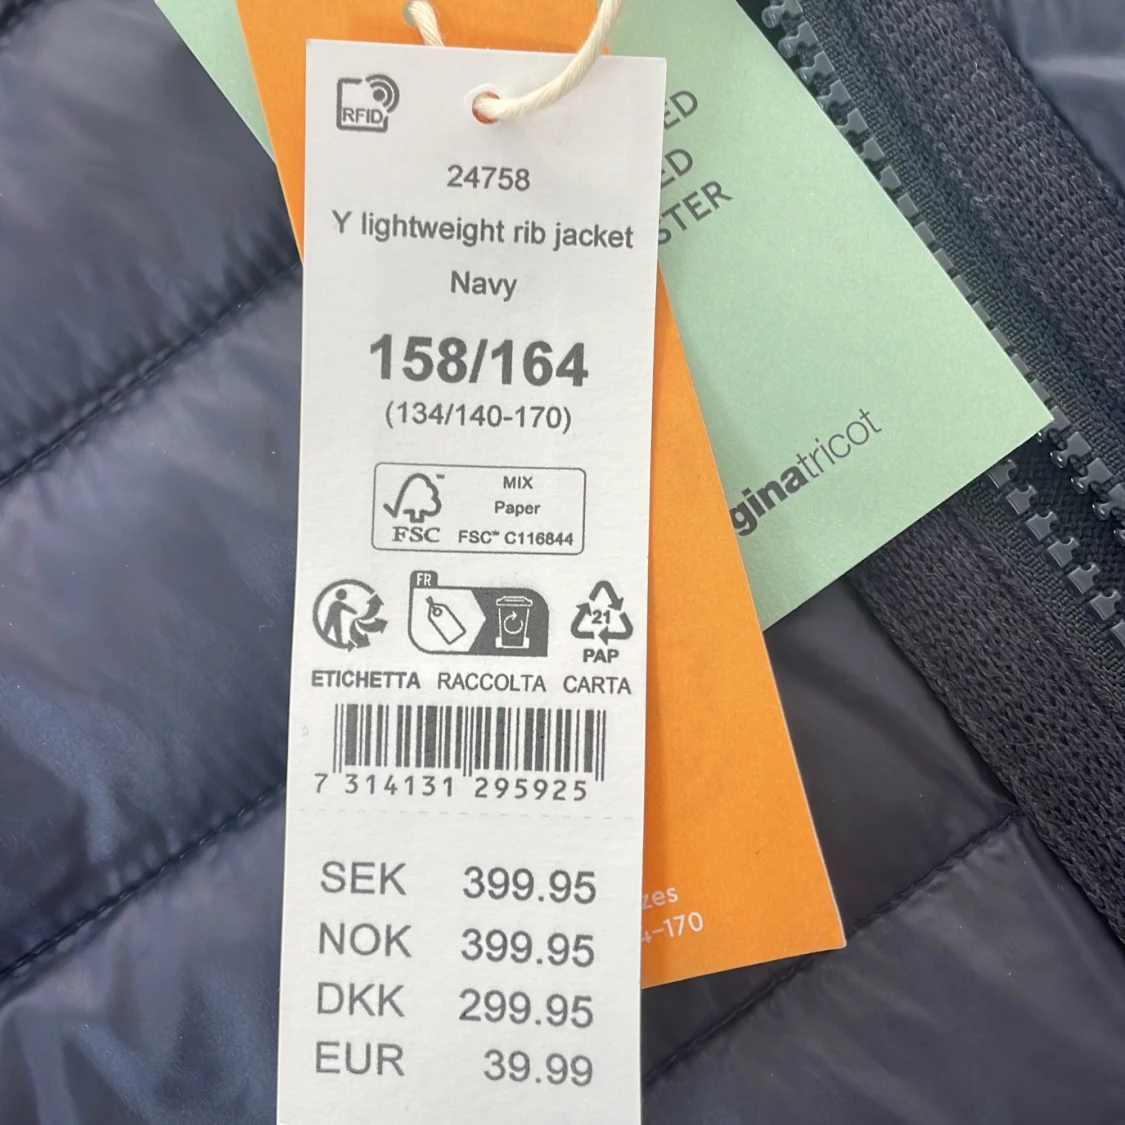 RFID
24758
Y lightweight rib jacket
Navy
158/164
(134/140-170)
FSC™
MIX
Paper
FSC™ C116844
FR
21
PAP
ETICHETTA RACCOLTA CARTA
7 314131 295925
SEK 399.95
NOK 399.95
DKK 299.95
EUR 39.99
ED
ED
STER
ginatricot
zes
-170